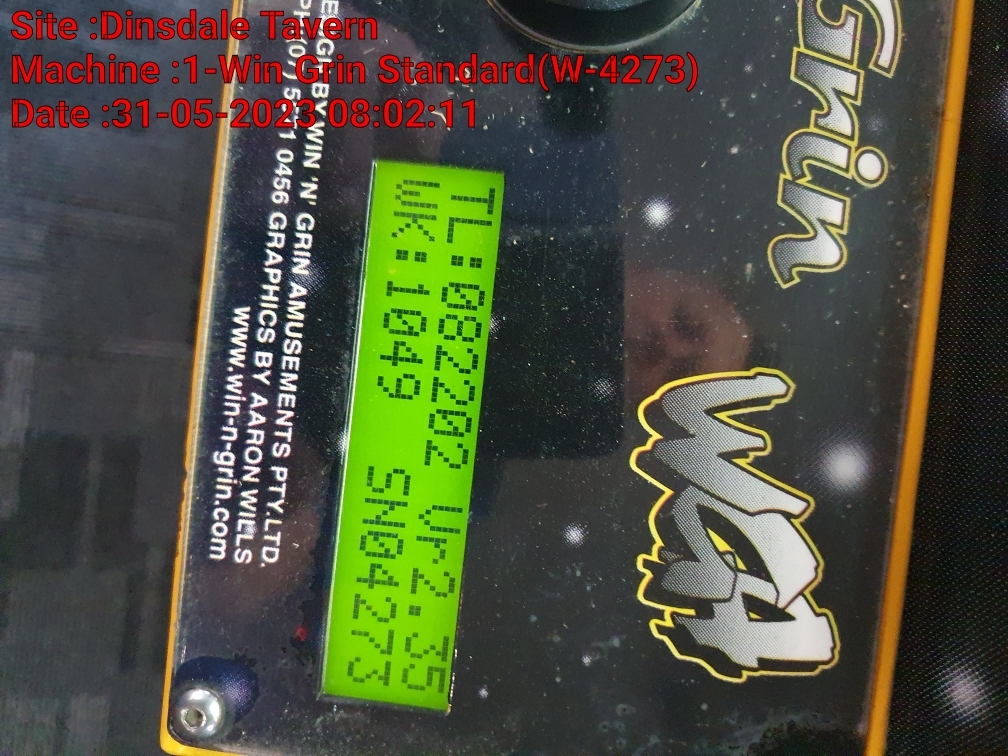 Site :Dinsdale Tavern
Machine :1-Win Grin Standard(W-4273)
Date :31-05-2023 08:02:11
Grin
WGA
TL:082202 Vr2.35
Wk:1049 SN04273
BY WIN 'N' GRIN AMUSEMENTS PTY.LTD.
0456 GRAPHICS BY AARON WILLS
www.win-n-grin.com